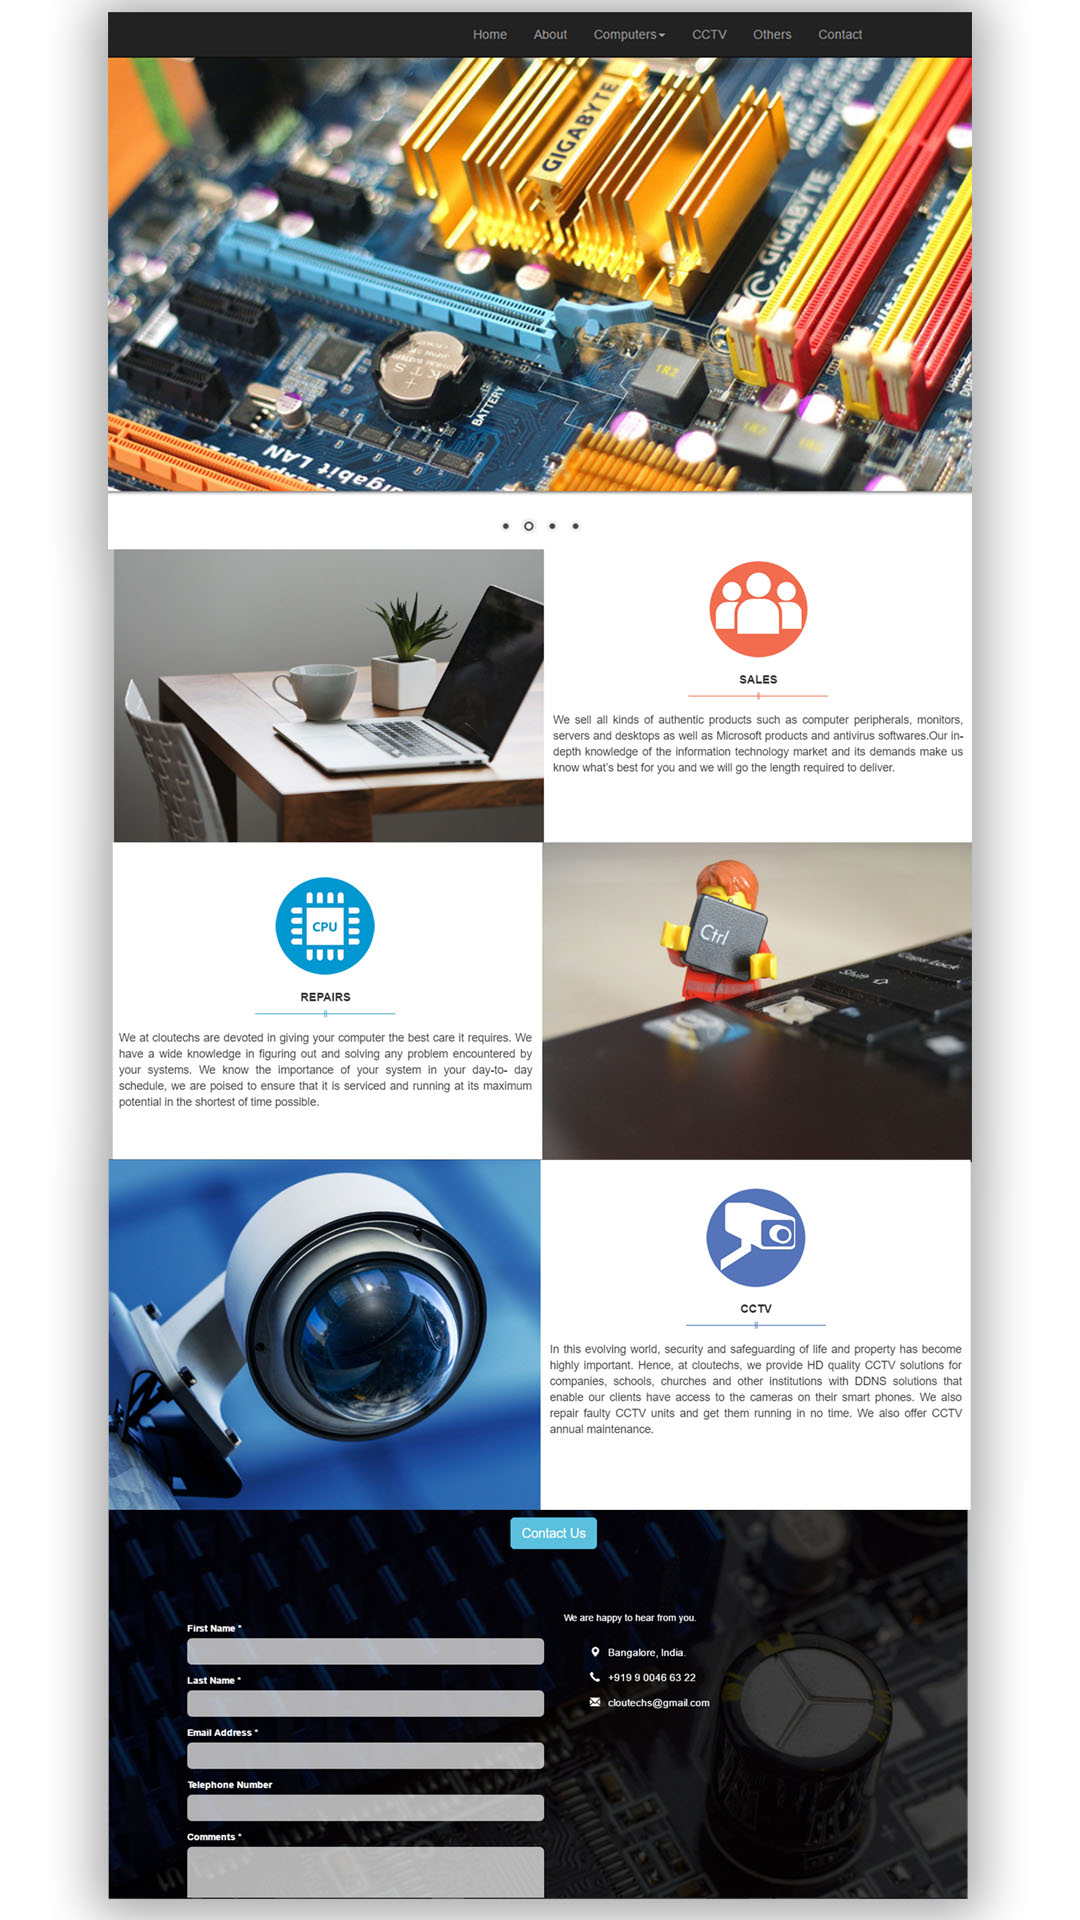 Home About Computers CCTV Others Contact
GIGABYTE
GIGABYTE
1R2
KTS
BATTERY
gabit LAN
SALES
We sell all kinds of authentic products such as computer peripherals, monitors,
servers and desktops as well as Microsoft products and antivirus softwares.Our in-
depth knowledge of the information technology market and its demands make us
know what's best for you and we will go the length required to deliver.
CPU
Ctrl
Caps Lock
Shift
REPAIRS
We at cloutechs are devoted in giving your computer the best care it requires. We
have a wide knowledge in figuring out and solving any problem encountered by
your systems. We know the importance of your system in your day-to- day
schedule, we are poised to ensure that it is serviced and running at its maximum
potential in the shortest of time possible.
CCTV
In this evolving world, security and safeguarding of life and property has become
highly important. Hence, at cloutechs, we provide HD quality CCTV solutions for
companies, schools, churches and other institutions with DDNS solutions that
enable our clients have access to the cameras on their smart phones. We also
repair faulty CCTV units and get them running in no time. We also offer CCTV
annual maintenance.
Contact Us
We are happy to hear from you.
Bangalore, India.
+919 9 0046 63 22
cloutechs@gmail.com
First Name *
Last Name *
Email Address *
Telephone Number
Comments *